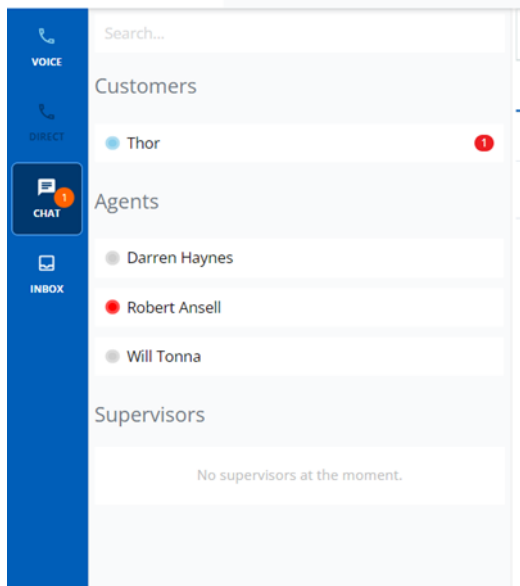 VOICE
DIRECT
1
CHAT
INBOX
Search...
Customers
Thor
1
Agents
Darren Haynes
Robert Ansell
Will Tonna
Supervisors
No supervisors at the moment.